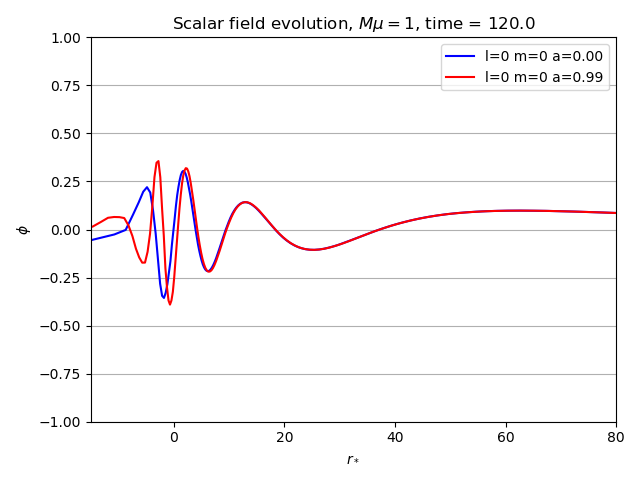 Scalar field evolution, Mμ = 1, time = 120.0
l=0 m=0 a=0.00
l=0 m=0 a=0.99
1.00
0.75
0.50
0.25
0.00
−0.25
−0.50
−0.75
−1.00
ϕ
0 20 40 60 80
r*